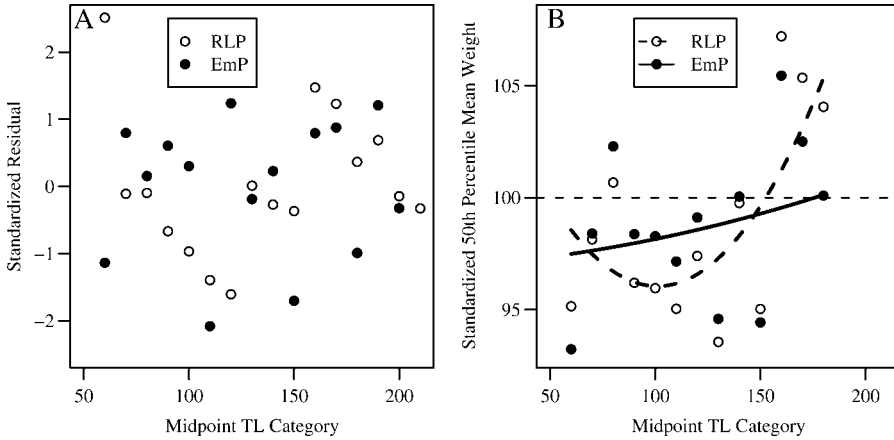 A
RLP
EmP
2
1
0
−1
−2
Standardized Residual
50
100
150
200
Midpoint TL Category
B
RLP
EmP
105
100
95
Standardized 50th Percentile Mean Weight
50
100
150
200
Midpoint TL Category